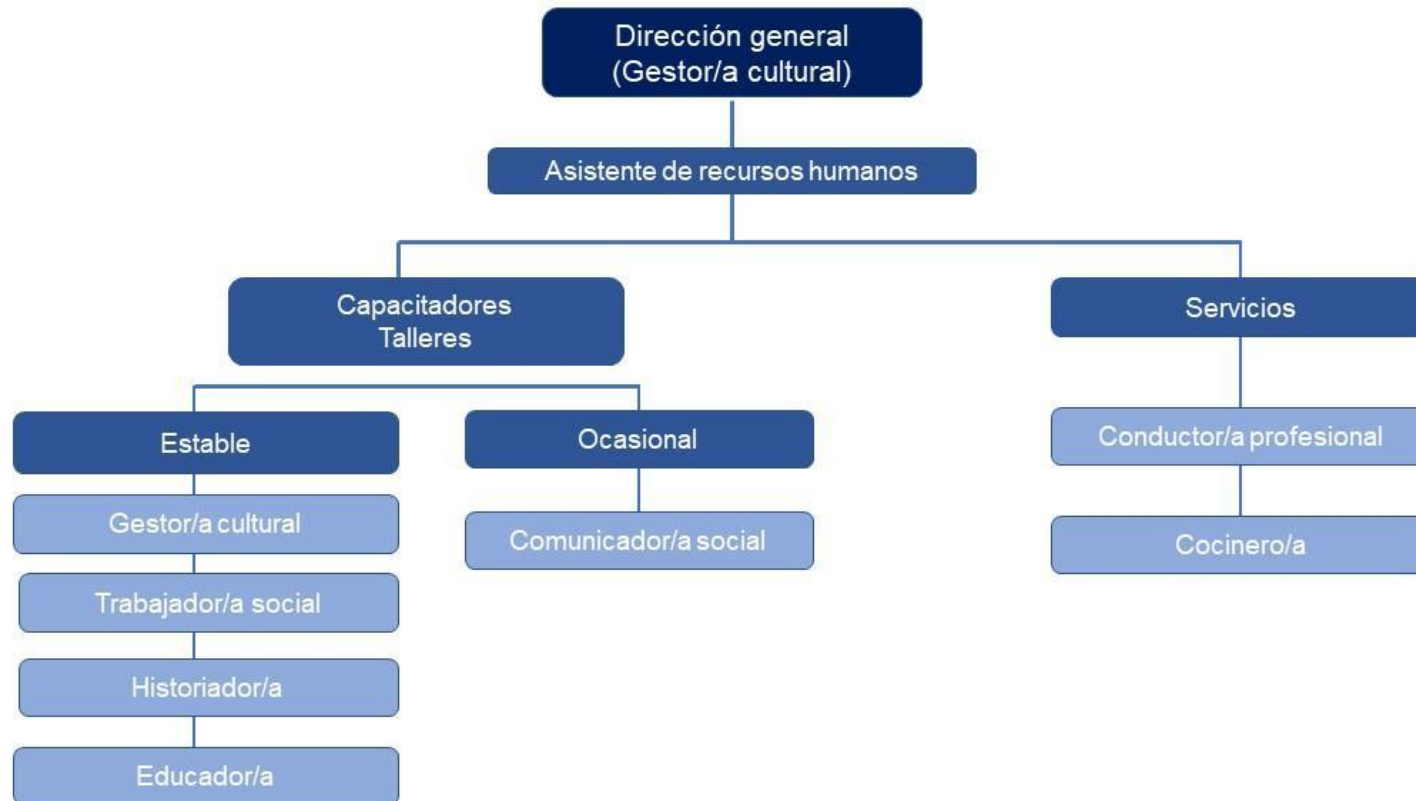 Dirección general
(Gestor/a cultural)
Asistente de recursos humanos
Capacitadores
Talleres
Servicios
Estable
Ocasional
Conductor/a profesional
Gestor/a cultural
Comunicador/a social
Cocinero/a
Trabajador/a social
Historiador/a
Educador/a